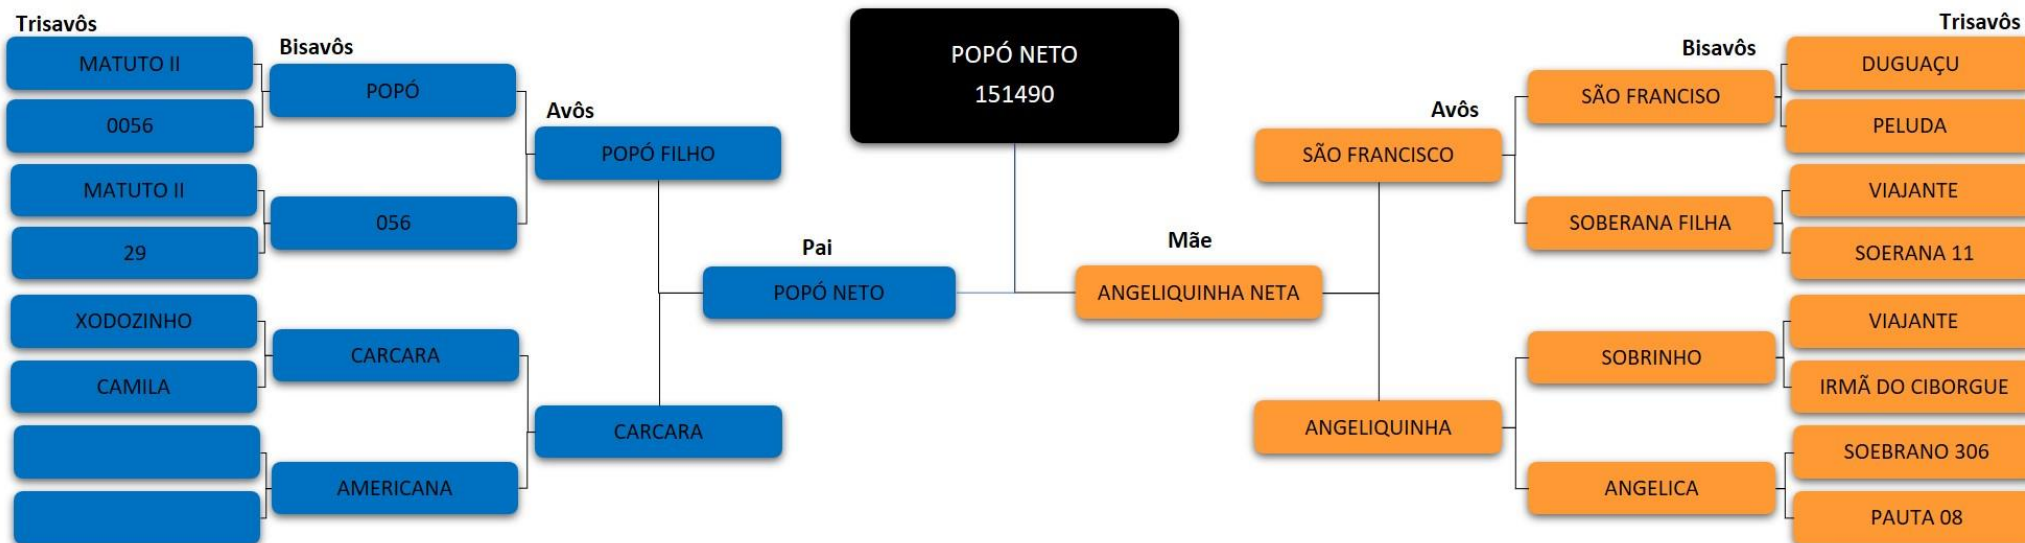 Trisavôs
MATUTO II
0056
MATUTO II
29
XODOZINHO
CAMILA
Bisavôs
POPÓ
056
CARCARA
AMERICANA
Avôs
POPÓ FILHO
CARCARA
Pai
POPÓ NETO
POPÓ NETO
151490
Mãe
ANGELIQUINHA NETA
Avôs
SÃO FRANCISCO
ANGELIQUINHA
Bisavôs
SÃO FRANCISO
SOBERANA FILHA
SOBRINHO
ANGELICA
Trisavôs
DUGUAÇU
PELUDA
VIAJANTE
SOERANA 11
VIAJANTE
IRMÃ DO CIBORGUE
SOEBRANO 306
PAUTA 08